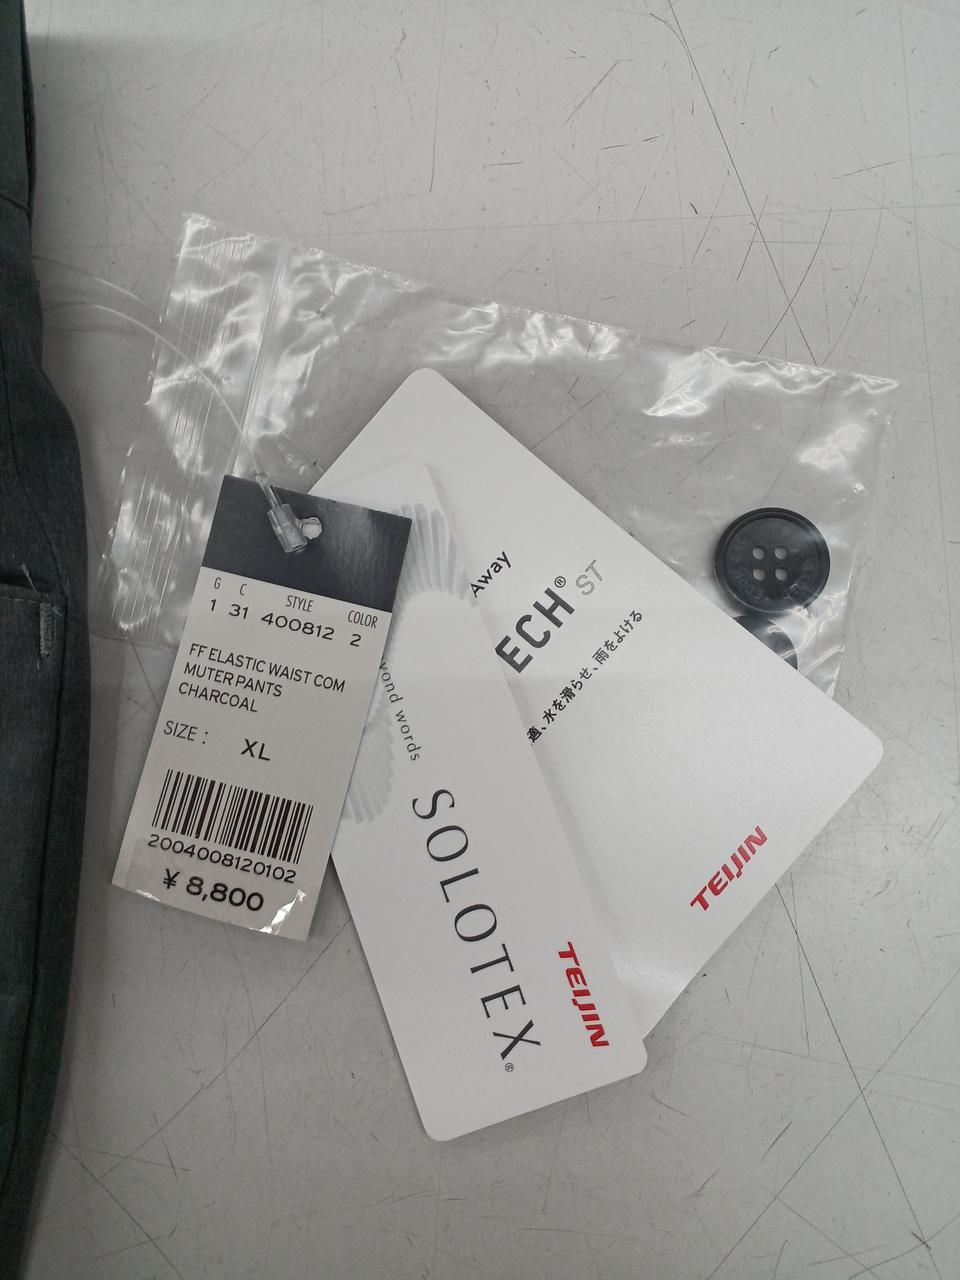 G C STYLE COLOR
1 31 400812 2
FF ELASTIC WAIST COM
MUTER PANTS
CHARCOAL
SIZE : XL
2004008120102
¥ 8,800
yond words
SOLOTEX®
TEIJIN
Away
ECH® ST
適、水を滑らせ、雨をよける
TEIJIN